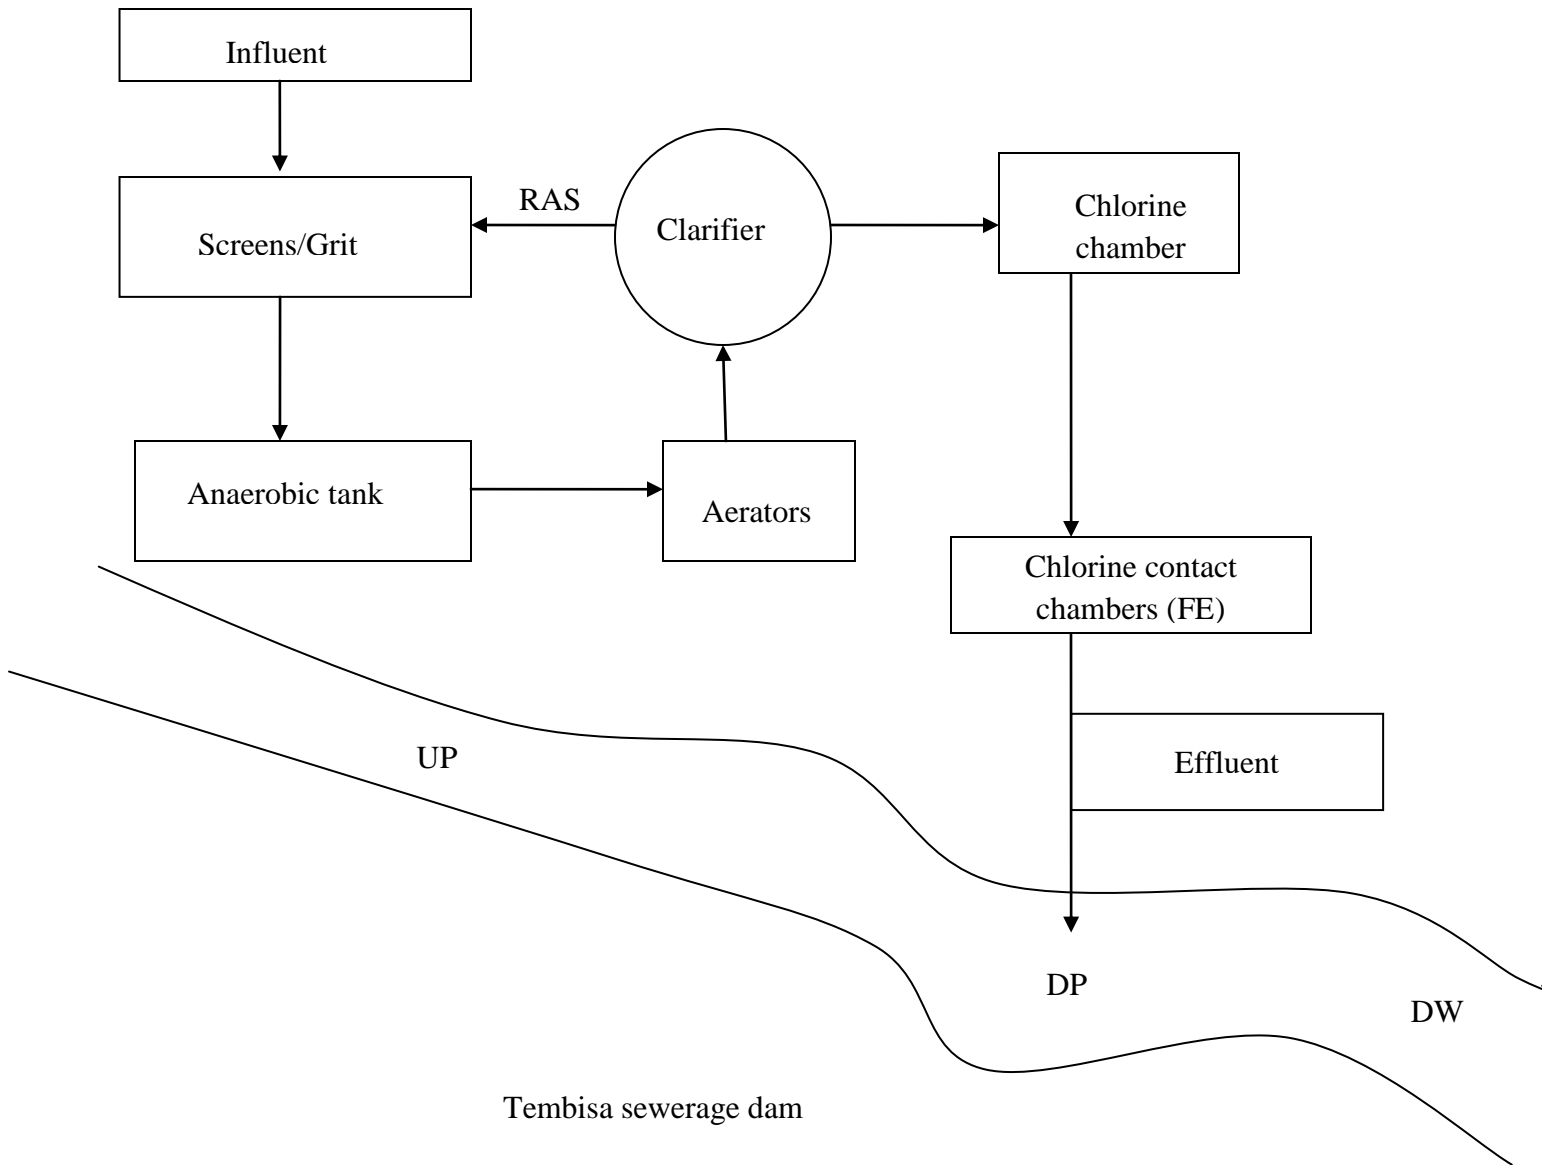 Influent
RAS
Clarifier
Chlorine
chamber
Screens/Grit
Anaerobic tank
Aerators
Chlorine contact
chambers (FE)
UP
Effluent
DP
DW
Tembisa sewerage dam